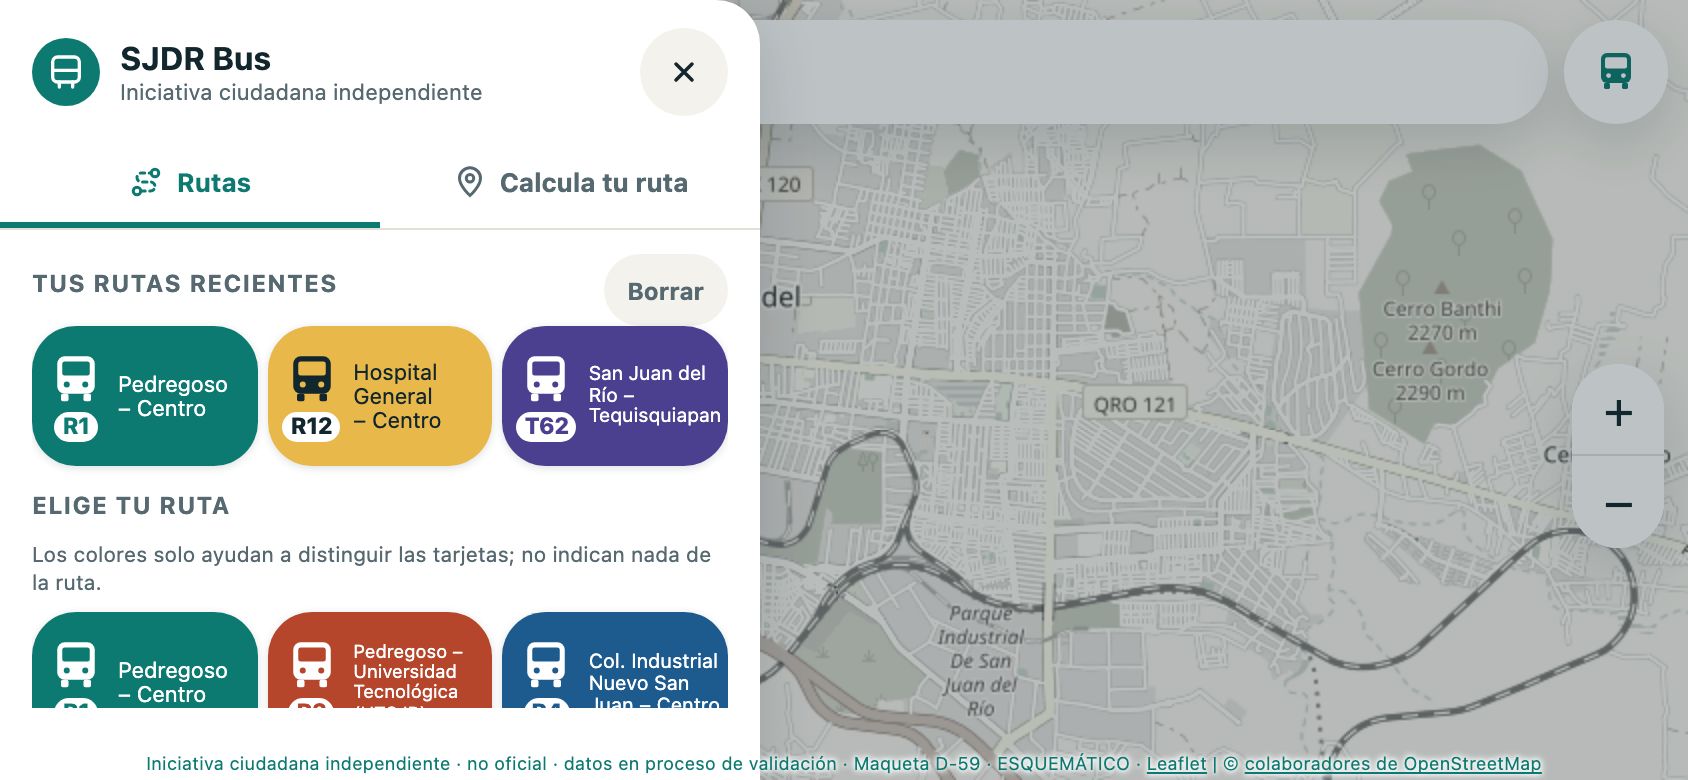 SJDR Bus
Iniciativa ciudadana independiente
Rutas
Calcula tu ruta
TUS RUTAS RECIENTES
Borrar
R1
Pedregoso
– Centro
R12
Hospital
General
– Centro
T62
San Juan del
Río –
Tequisquiapan
ELIGE TU RUTA
Los colores solo ayudan a distinguir las tarjetas; no indican nada de
la ruta.
Pedregoso
– Centro
Pedregoso –
Universidad
Tecnológica
Col. Industrial
Nuevo San
Juan – Centro
120
del
Cerro Banthi
2270 m
Cerro Gordo
2290 m
QRO 121
+
−
Parque
Industrial
De San
Juan del
Río
Iniciativa ciudadana independiente · no oficial · datos en proceso de validación · Maqueta D-59 · ESQUEMÁTICO · Leaflet | © colaboradores de OpenStreetMap